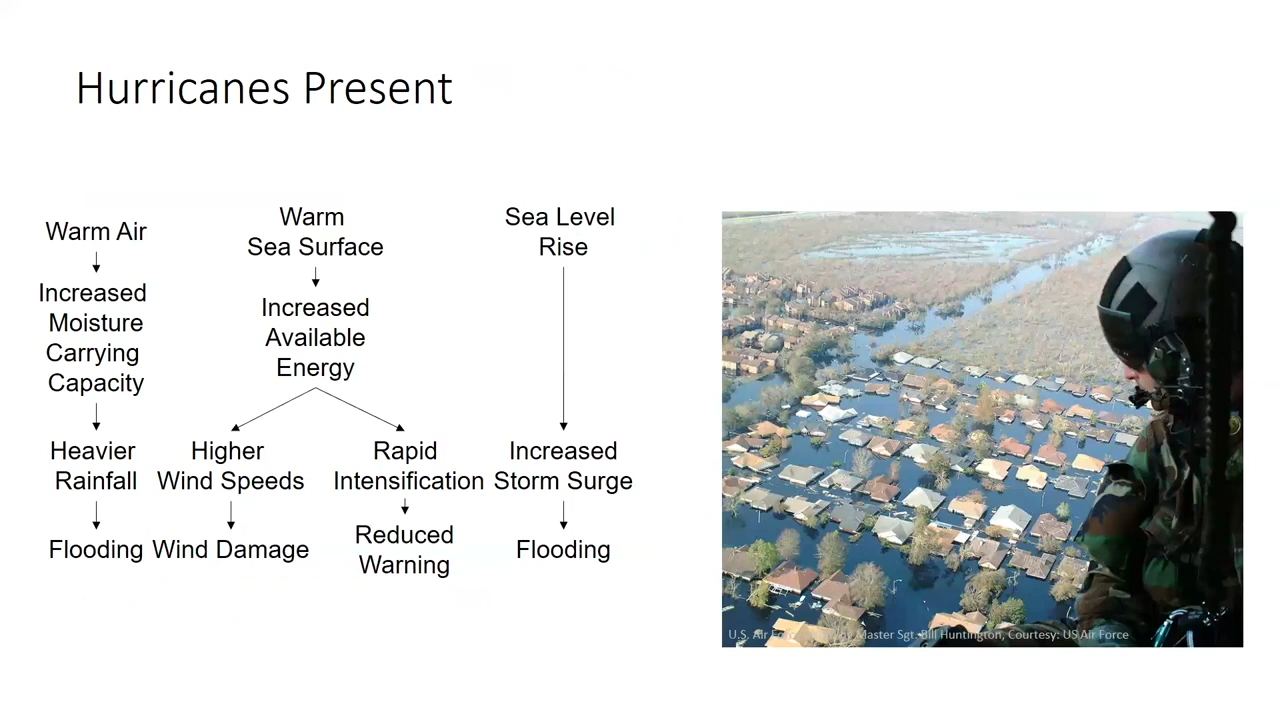 Hurricanes Present
Warm Air
Increased
Moisture
Carrying
Capacity
Heavier
Rainfall
Flooding
Warm
Sea Surface
Increased
Available
Energy
Higher
Wind Speeds
Wind Damage
Rapid
Intensification
Reduced
Warning
Sea Level
Rise
Increased
Storm Surge
Flooding
U.S. Air Master Sgt. Bill Huntington, Courtesy: US Air Force